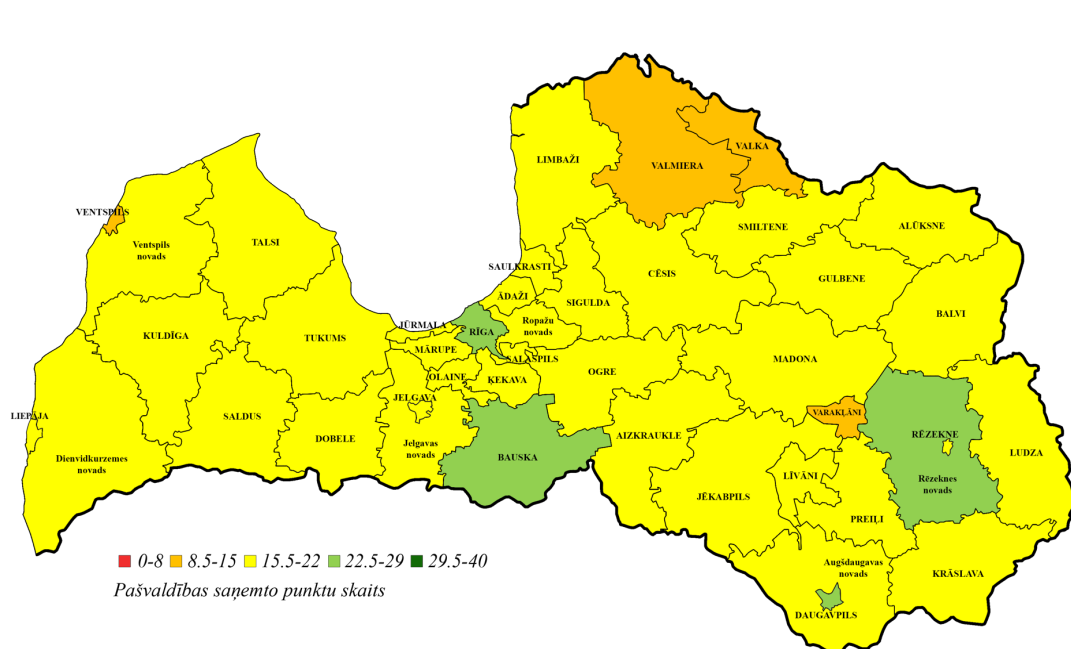 VALKA
LIMBAŽI
VALMIERA
VENTSPILS
ALŪKSNE
SMILTENE
TALSI
Ventspils
novads
SAULKRASTI
CĒSIS
GULBENE
ĀDAŽI
SIGULDA
BALVI
JŪRMALA
RĪGA
Ropažu
novads
KULDĪGA
TUKUMS
MĀRUPE
SALASPILS
MADONA
OGRE
OLAINE
ĶEKAVA
JELGAVA
LIEPĀJA
SALDUS
VARAKĻĀNI
DOBELE
AIZKRAUKLE
RĒZEKNE
Jelgavas
novads
LUDZA
Dienvidkurzemes
novads
BAUSKA
LĪVĀNI
Rēzeknes
novads
JĒKABPILS
PREIĻI
Augšdaugavas
novads
KRĀSLAVA
DAUGAVPILS
0-8 8.5-15 15.5-22 22.5-29 29.5-40
Pašvaldības saņemto punktu skaits